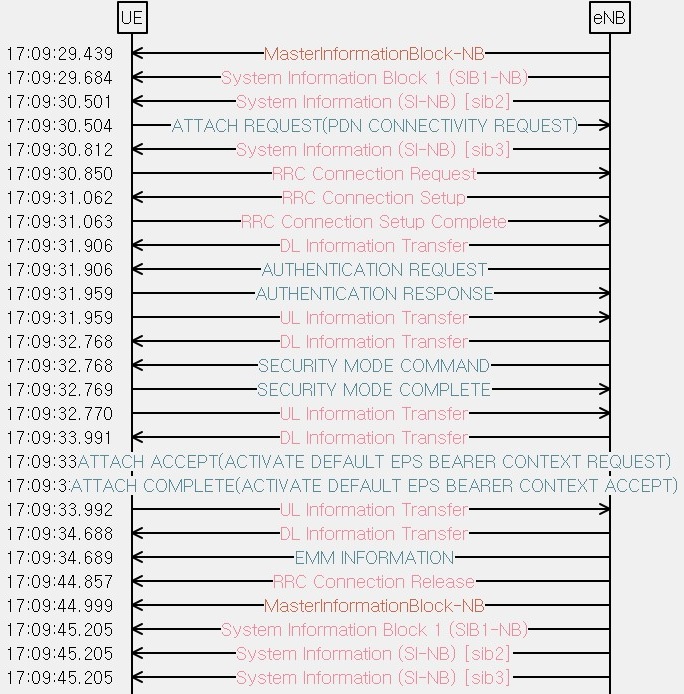 UE eNB
17:09:29.439 MasterInformationBlock-NB
17:09:29.684 System Information Block 1 (SIB1-NB)
17:09:30.501 System Information (SI-NB) [sib2]
17:09:30.504 ATTACH REQUEST(PDN CONNECTIVITY REQUEST)
17:09:30.812 System Information (SI-NB) [sib3]
17:09:30.850 RRC Connection Request
17:09:31.062 RRC Connection Setup
17:09:31.063 RRC Connection Setup Complete
17:09:31.906 DL Information Transfer
17:09:31.906 AUTHENTICATION REQUEST
17:09:31.959 AUTHENTICATION RESPONSE
17:09:31.959 UL Information Transfer
17:09:32.768 DL Information Transfer
17:09:32.768 SECURITY MODE COMMAND
17:09:32.769 SECURITY MODE COMPLETE
17:09:32.770 UL Information Transfer
17:09:33.991 DL Information Transfer
17:09:33 ATTACH ACCEPT(ACTIVATE DEFAULT EPS BEARER CONTEXT REQUEST)
17:09:3 ATTACH COMPLETE(ACTIVATE DEFAULT EPS BEARER CONTEXT ACCEPT)
17:09:33.992 UL Information Transfer
17:09:34.688 DL Information Transfer
17:09:34.689 EMM INFORMATION
17:09:44.857 RRC Connection Release
17:09:44.999 MasterInformationBlock-NB
17:09:45.205 System Information Block 1 (SIB1-NB)
17:09:45.205 System Information (SI-NB) [sib2]
17:09:45.205 System Information (SI-NB) [sib3]